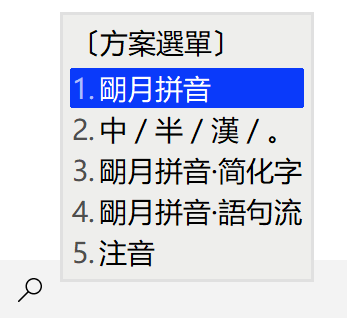 〔方案選單〕
1. 朙月拼音
2. 中 / 半 / 漢 / 。
3. 朙月拼音·简化字
4. 朙月拼音·語句流
5. 注音